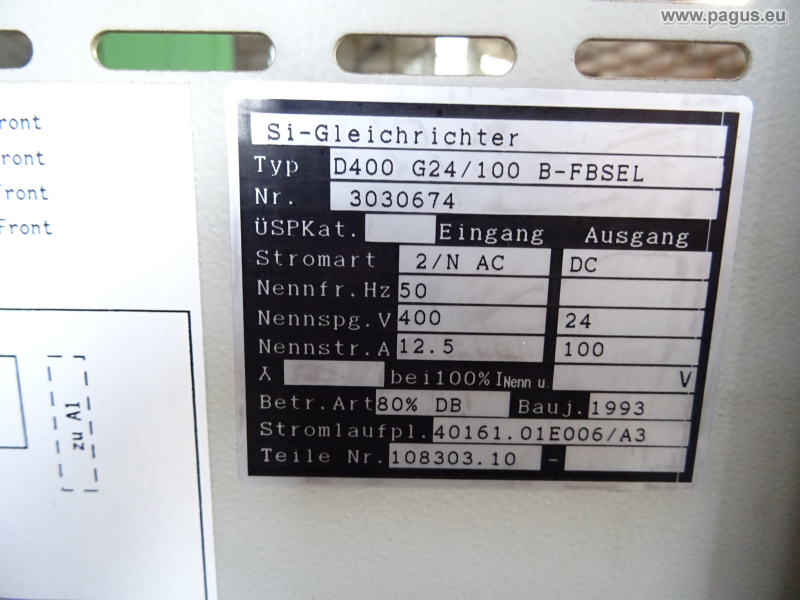 www.pagus.eu
ront
ront
Front
Front
zu A1
Si-Gleichrichter
Typ D400 G24/100 B-FBSEL
Nr. 3030674
ÜSPKat. Eingang Ausgang
Stromart 2/N AC DC
Nennfr.Hz 50
Nennspg.V 400 24
Nennstr.A 12.5 100
bei 100% INenn u. V
Betr.Art 80% DB Bauj. 1993
Stromlaufpl. 40161.01E006/A3
Teile Nr. 108303.10 -